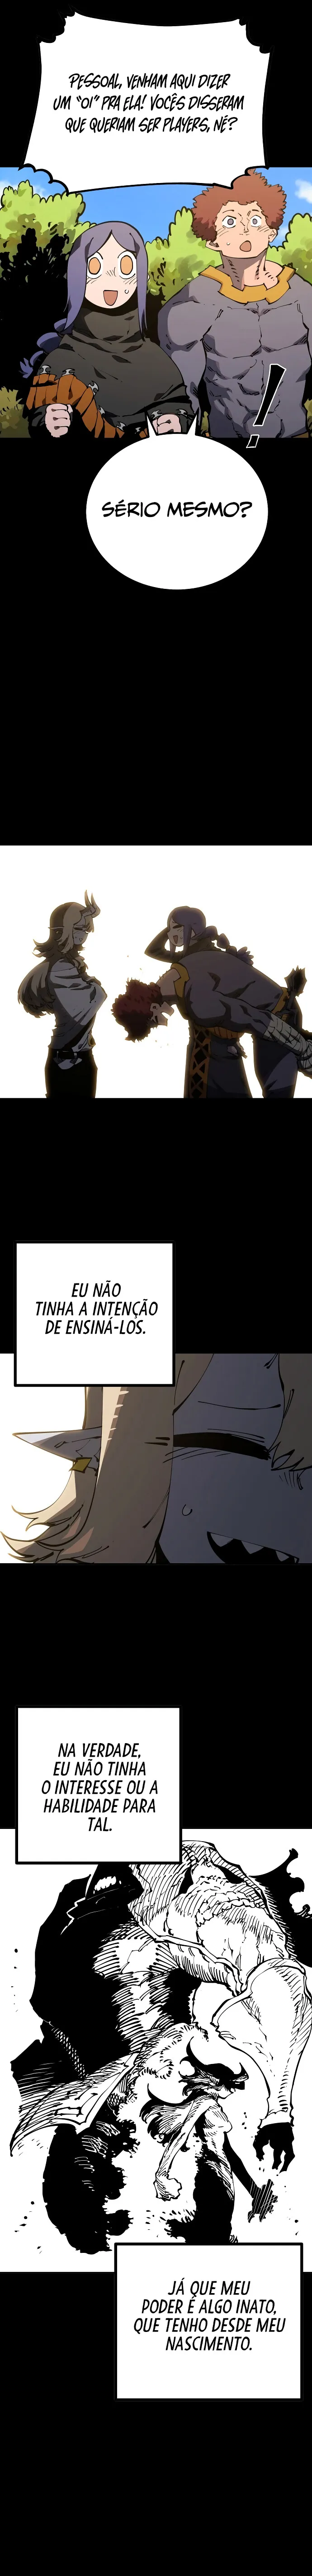 PESSOAL, VENHAM AQUI DIZER
UM "OI" PRA ELA! VOCÊS DISSERAM
QUE QUERIAM SER PLAYERS, NÉ?
!
SÉRIO MESMO?
EU NÃO
TINHA A INTENÇÃO
DE ENSINÁ-LOS.
NA VERDADE,
EU NÃO TINHA
O INTERESSE OU A
HABILIDADE PARA
TAL.
JÁ QUE MEU
PODER É ALGO INATO,
QUE TENHO DESDE MEU
NASCIMENTO.